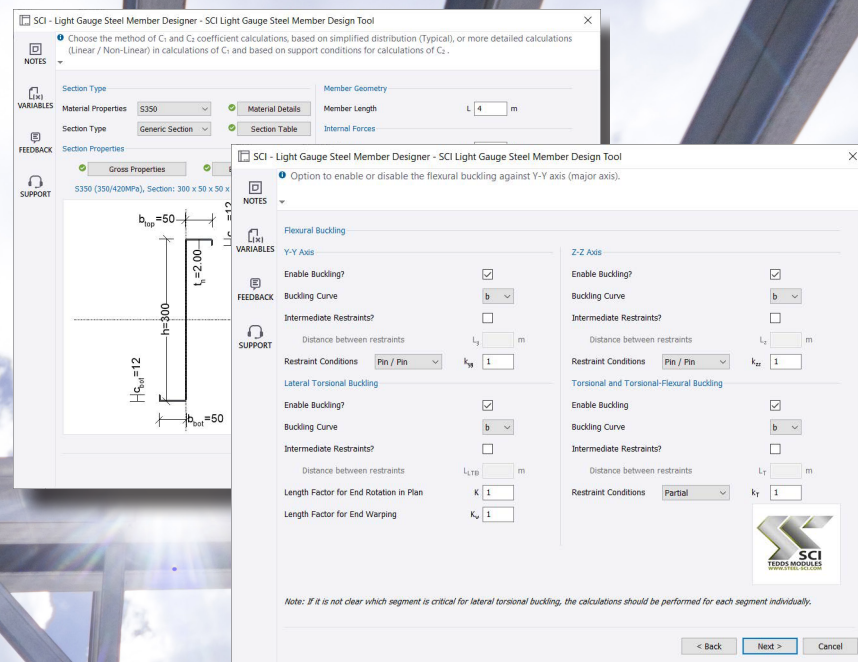 SCI - Light Gauge Steel Member Designer - SCI Light Gauge Steel Member Design Tool
Choose the method of C₁ and C₂ coefficient calculations, based on simplified distribution (Typical), or more detailed calculations
(Linear / Non-Linear) in calculations of C₁ and based on support conditions for calculations of C₂ .
NOTES
VARIABLES
FEEDBACK
SUPPORT
Section Type
Member Geometry
Material Properties S350 Material Details Member Length L 4 m
Section Type Generic Section Section Table Internal Forces
Section Properties
Gross Properties
S350 (350/420MPa), Section: 300 x 50 x 50 x
b_top=50
t_n=2.00
h=300
c_bot=12
b_bot=50
SCI - Light Gauge Steel Member Designer - SCI Light Gauge Steel Member Design Tool
Option to enable or disable the flexural buckling against Y-Y axis (major axis).
NOTES
VARIABLES
FEEDBACK
SUPPORT
Flexural Buckling
Y-Y Axis
Enable Buckling?
Buckling Curve b
Intermediate Restraints?
Distance between restraints L_y m
Restraint Conditions Pin / Pin k_yy 1
Lateral Torsional Buckling
Enable Buckling?
Buckling Curve b
Intermediate Restraints?
Distance between restraints L_LTB m
Length Factor for End Rotation in Plan K 1
Length Factor for End Warping K_w 1
Z-Z Axis
Enable Buckling?
Buckling Curve b
Intermediate Restraints?
Distance between restraints L_z m
Restraint Conditions Pin / Pin k_zz 1
Torsional and Torsional-Flexural Buckling
Enable Buckling
Buckling Curve b
Intermediate Restraints?
Distance between restraints L_T m
Restraint Conditions Partial k_T 1
SCI
TEDDS MODULES
WWW.STEEL-SCI.COM
Note: If it is not clear which segment is critical for lateral torsional buckling, the calculations should be performed for each segment individually.
< Back Next > Cancel